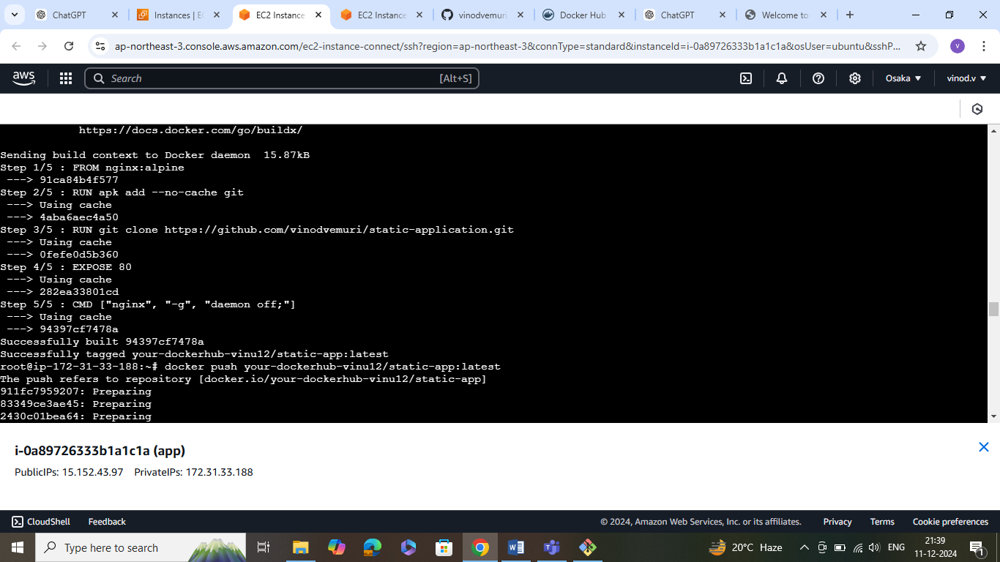 ChatGPT
Instances | E
EC2 Instance
EC2 Instance
vinodvemuri
Docker Hub
ChatGPT
Welcome to
ap-northeast-3.console.aws.amazon.com/ec2-instance-connect/ssh?region=ap-northeast-3&connType=standard&instanceId=i-0a89726333b1a1c1a&osUser=ubuntu&sshP...
V
aws
Search
[Alt+S]
Osaka
vinod.v
https://docs.docker.com/go/buildx/
Sending build context to Docker daemon  15.87kB
Step 1/5 : FROM nginx:alpine
 ---> 91ca84b4f577
Step 2/5 : RUN apk add --no-cache git
 ---> Using cache
 ---> 4aba6aec4a50
Step 3/5 : RUN git clone https://github.com/vinodvemuri/static-application.git
 ---> Using cache
 ---> 0fefe0d5b360
Step 4/5 : EXPOSE 80
 ---> Using cache
 ---> 282ea33801cd
Step 5/5 : CMD ["nginx", "-g", "daemon off;"]
 ---> Using cache
 ---> 94397cf7478a
Successfully built 94397cf7478a
Successfully tagged your-dockerhub-vinu12/static-app:latest
root@ip-172-31-33-188:~# docker push your-dockerhub-vinu12/static-app:latest
The push refers to repository [docker.io/your-dockerhub-vinu12/static-app]
911fc7959207: Preparing
83349ce3ae45: Preparing
2430c01bea64: Preparing
i-0a89726333b1a1c1a (app)
PublicIPs: 15.152.43.97    PrivateIPs: 172.31.33.188
CloudShell
Feedback
© 2024, Amazon Web Services, Inc. or its affiliates.
Privacy
Terms
Cookie preferences
Type here to search
20°C Haze
ENG
21:39
11-12-2024
1